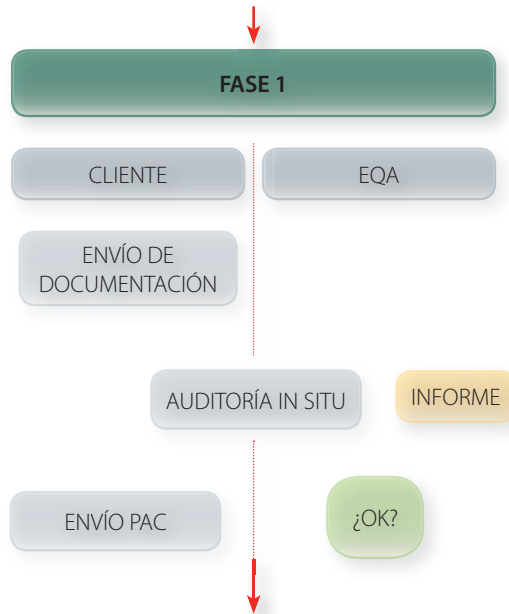 FASE 1
CLIENTE
EQA
ENVÍO DE
DOCUMENTACIÓN
AUDITORÍA IN SITU
INFORME
ENVÍO PAC
¿OK?